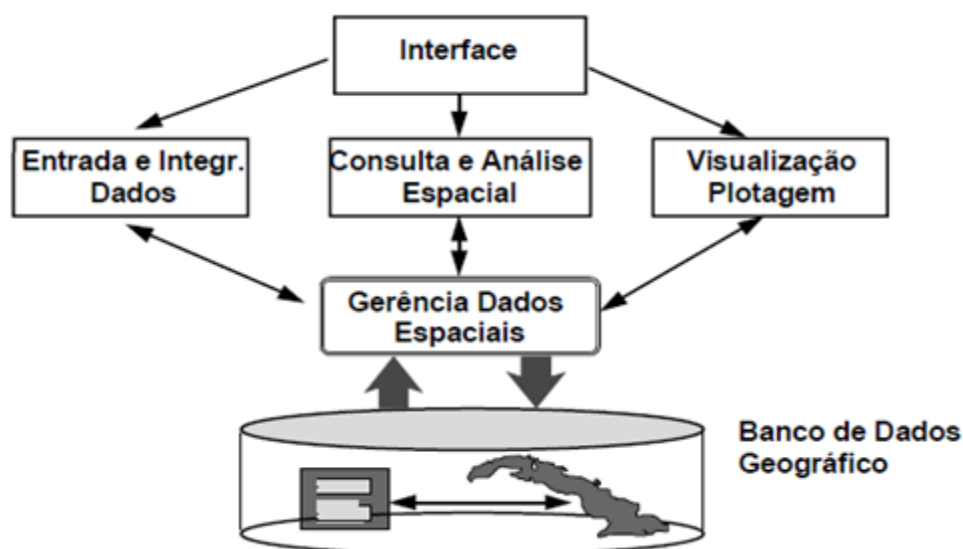 Interface
Entrada e Integr.
Dados
Consulta e Análise
Espacial
Visualização
Plotagem
Gerência Dados
Espaciais
Banco de Dados
Geográfico